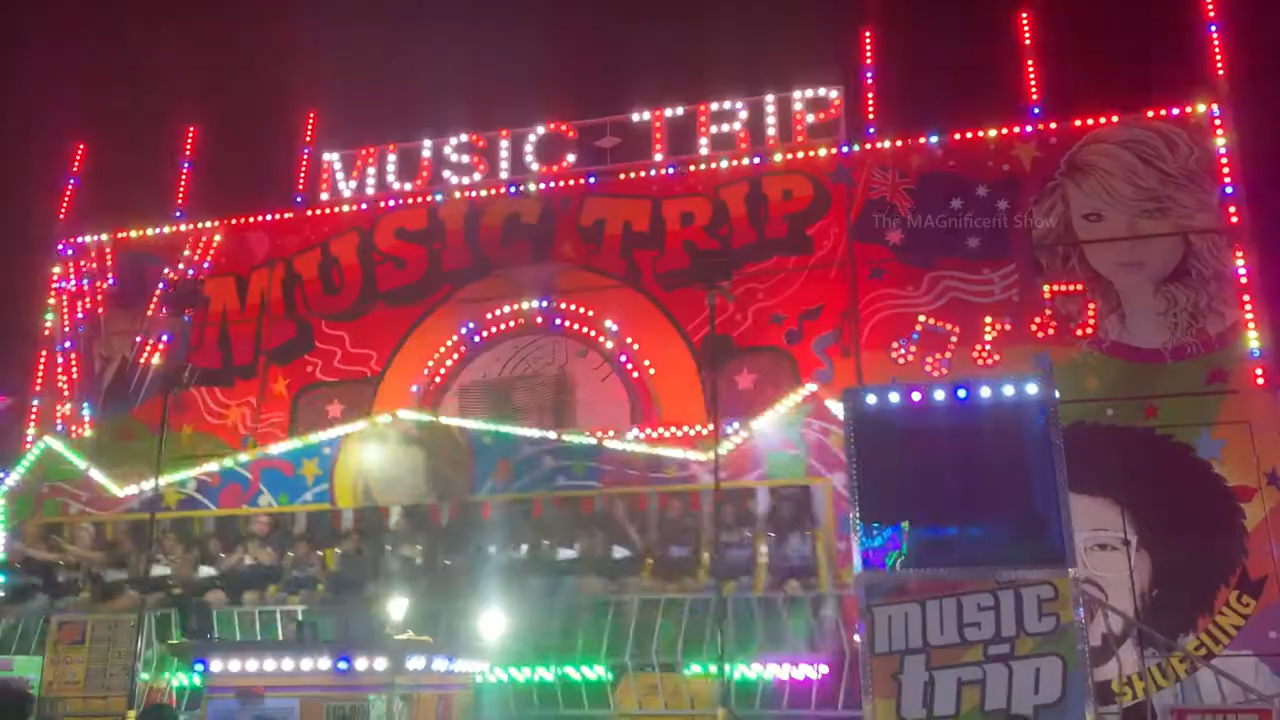 MUSIC TRIP
MUSIC TRIP
The MAGnificent Show
music
trip
SHUFFLING